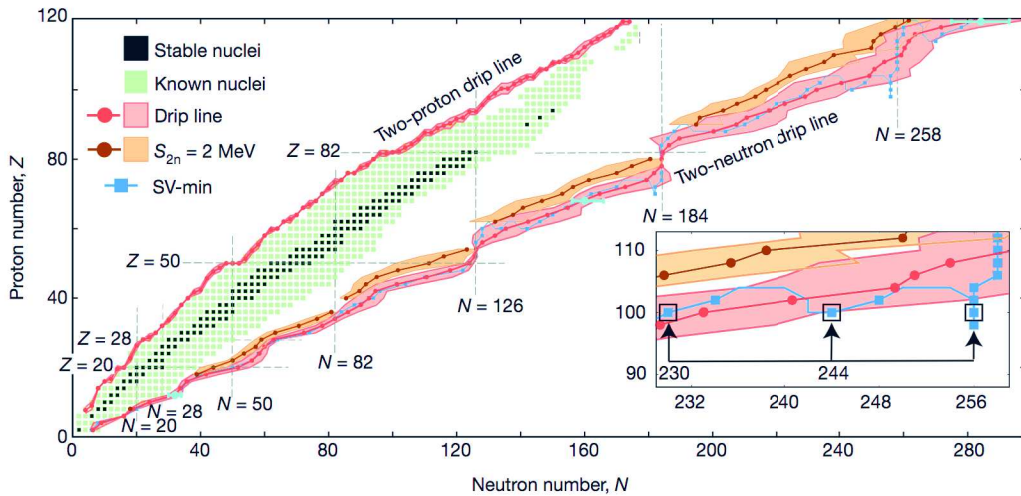 120
80
40
0
Proton number, Z
Stable nuclei
Known nuclei
Drip line
S2n = 2 MeV
SV-min
Two-proton drip line
Two-neutron drip line
Z = 82
Z = 50
Z = 28
Z = 20
N = 20
N = 28
N = 50
N = 82
N = 126
N = 184
N = 258
110
100
90
230
244
256
232
240
248
256
0
40
80
120
160
200
240
280
Neutron number, N